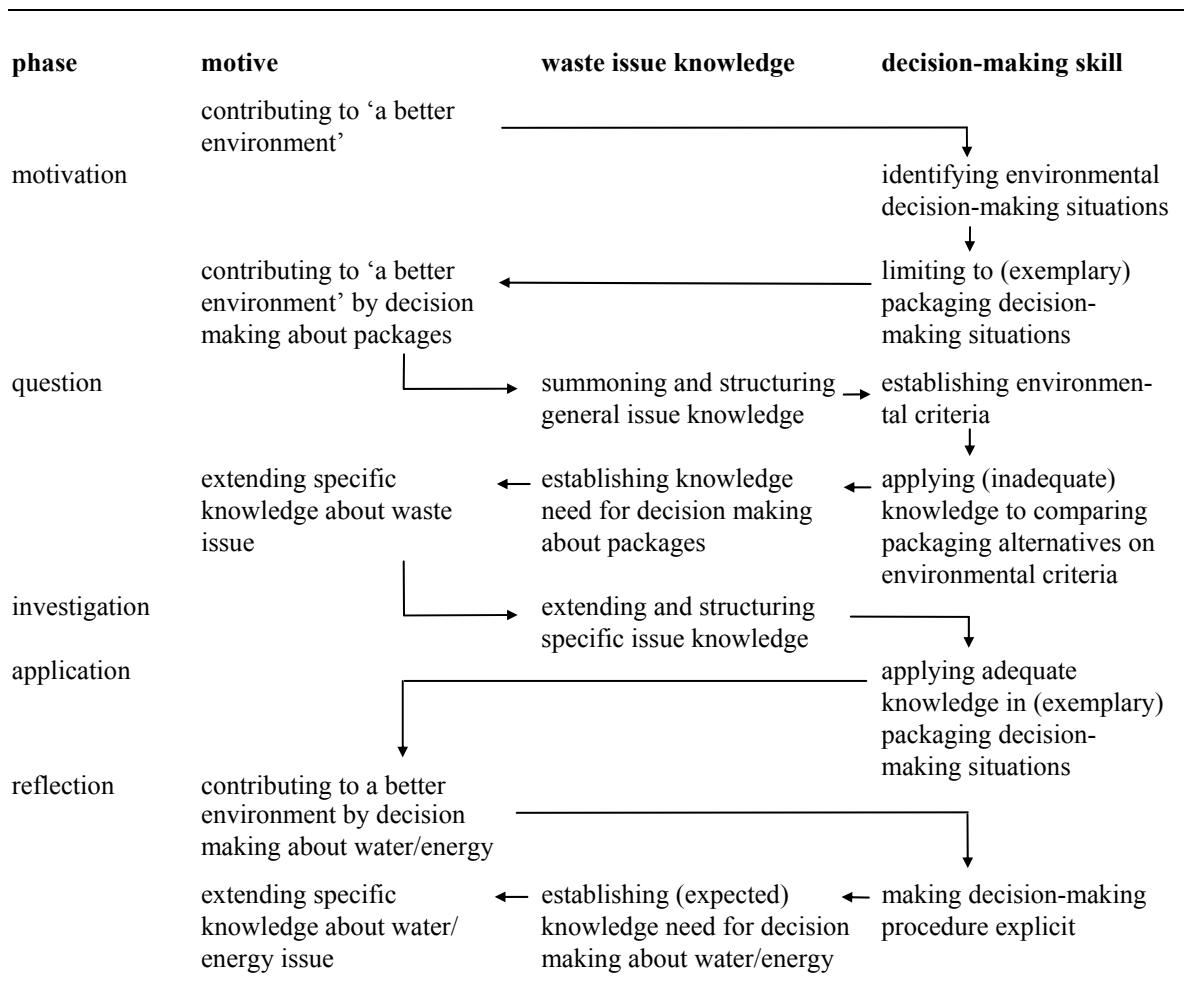 phase motive waste issue knowledge decision-making skill
contributing to ‘a better
environment’
motivation
identifying environmental
decision-making situations
contributing to ‘a better
environment’ by decision
making about packages
limiting to (exemplary)
packaging decision-
making situations
question
summoning and structuring
general issue knowledge
establishing environmen-
tal criteria
extending specific
knowledge about waste
issue
establishing knowledge
need for decision making
about packages
applying (inadequate)
knowledge to comparing
packaging alternatives on
environmental criteria
investigation
extending and structuring
specific issue knowledge
application
applying adequate
knowledge in (exemplary)
packaging decision-
making situations
reflection
contributing to a better
environment by decision
making about water/energy
extending specific
knowledge about water/
energy issue
establishing (expected)
knowledge need for decision
making about water/energy
making decision-making
procedure explicit